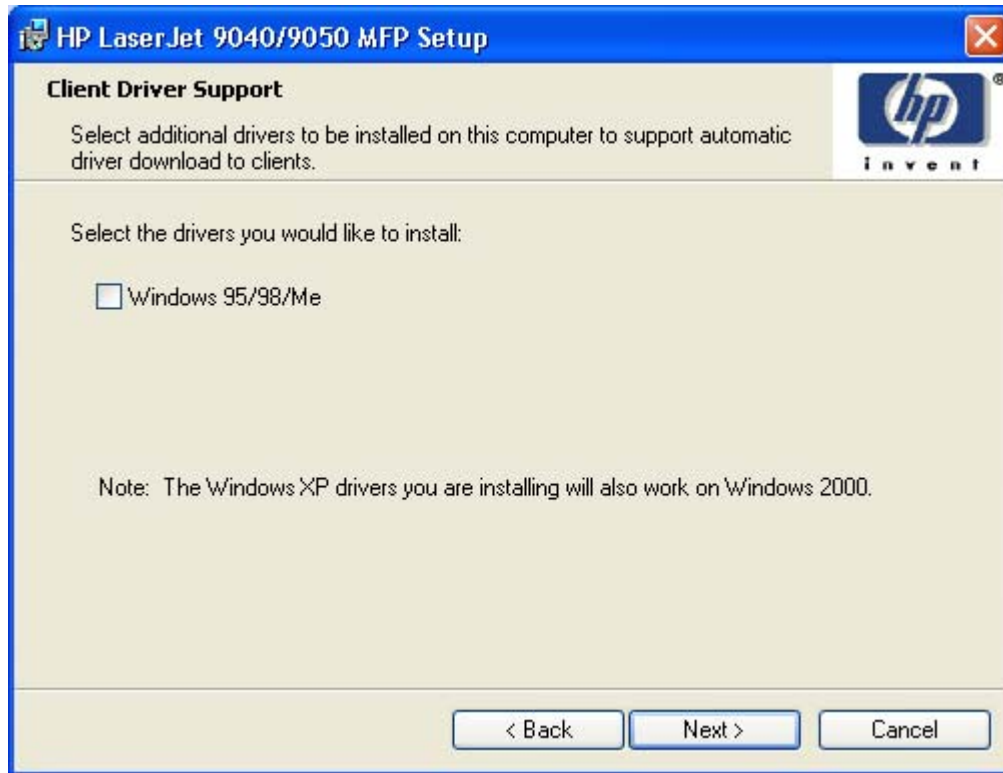 HP LaserJet 9040/9050 MFP Setup
Client Driver Support
Select additional drivers to be installed on this computer to support automatic
driver download to clients.
hp
®
invent
Select the drivers you would like to install:
Windows 95/98/Me
Note: The Windows XP drivers you are installing will also work on Windows 2000.
< Back Next > Cancel